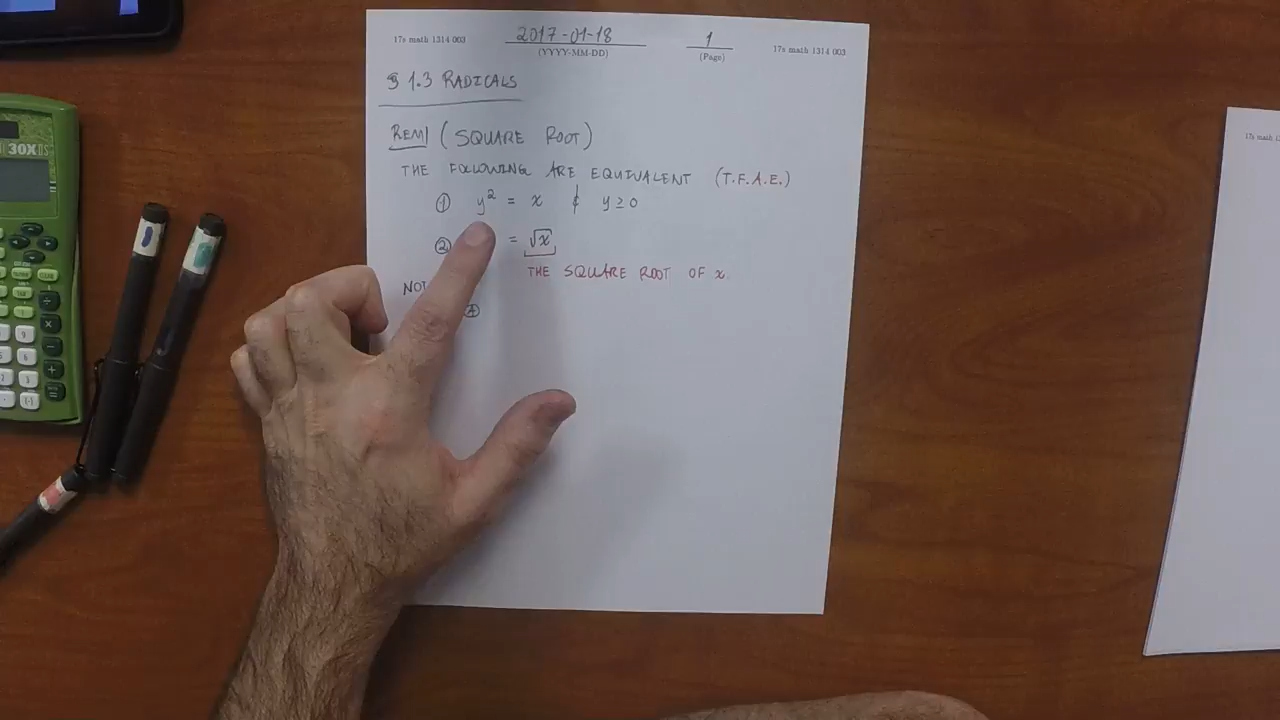 17s math 1314 003 2017-01-18 1 17s math 1314 003
(YYYY-MM-DD) (Page)
§ 1.3 RADICALS
REM| (SQUARE ROOT)
THE FOLLOWING ARE EQUIVALENT (T.F.A.E.)
① y² = x & y ≥ 0
② = √x
THE SQUARE ROOT OF x
30X